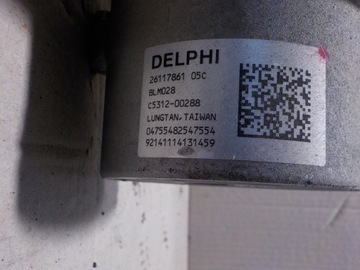 DELPHI
26117861 05C
BLM028
C5312-00288
LUNGTAN, TAIWAN
04755482547554
92141114131459